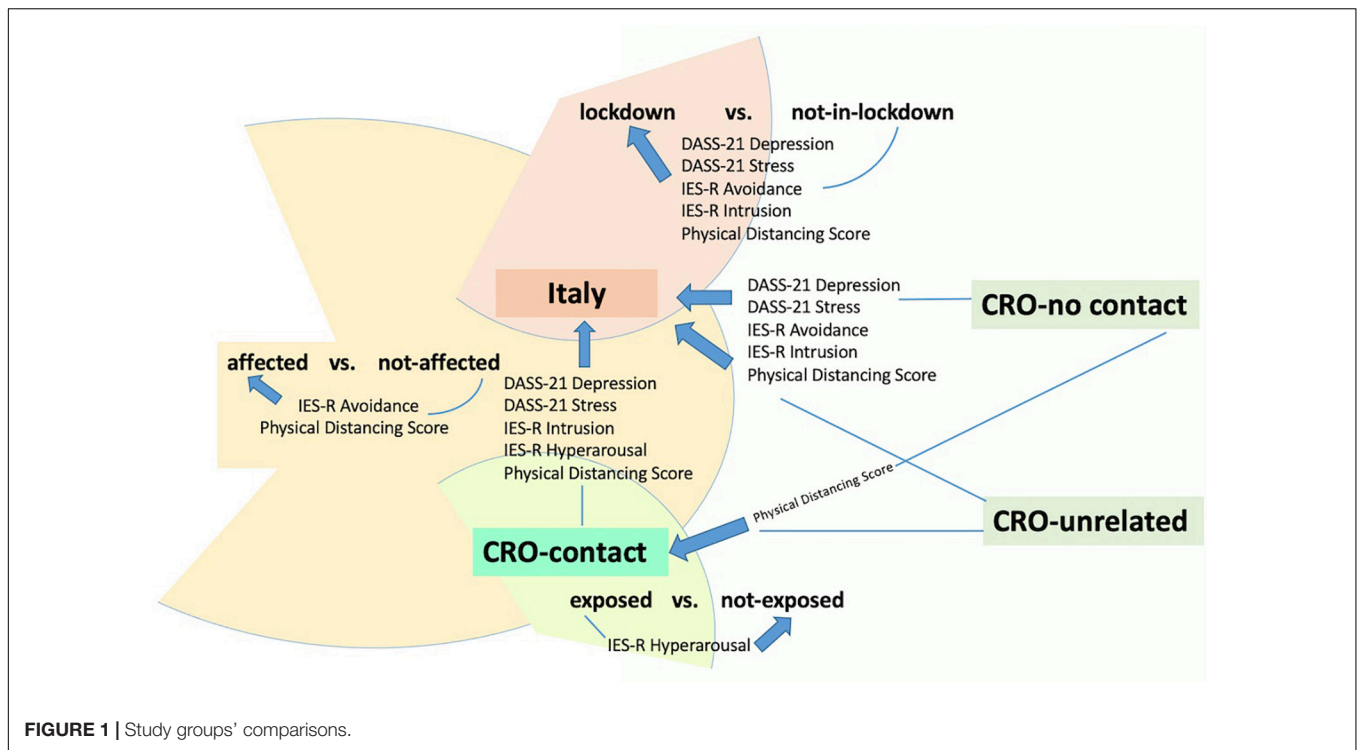 lockdown vs. not-in-lockdown
DASS-21 Depression
DASS-21 Stress
IES-R Avoidance
IES-R Intrusion
Physical Distancing Score
Italy
DASS-21 Depression
DASS-21 Stress
IES-R Avoidance
IES-R Intrusion
Physical Distancing Score
CRO-no contact
affected vs. not-affected
IES-R Avoidance
Physical Distancing Score
DASS-21 Depression
DASS-21 Stress
IES-R Intrusion
IES-R Hyperarousal
Physical Distancing Score
Physical Distancing Score
CRO-unrelated
CRO-contact
exposed vs. not-exposed
IES-R Hyperarousal
FIGURE 1 | Study groups' comparisons.